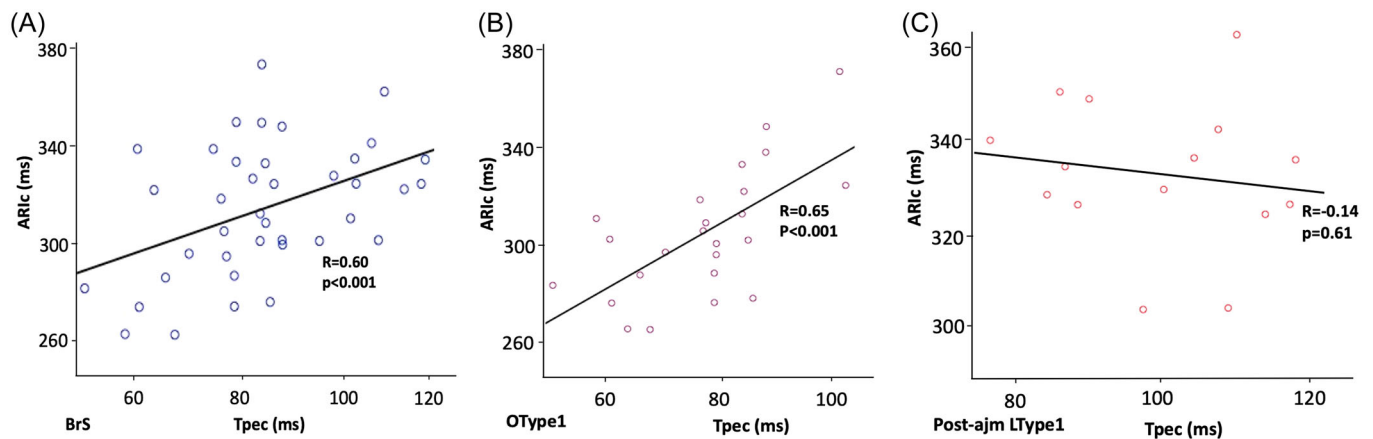 (A)
380
340
300
260
ARIc (ms)
R=0.60
p<0.001
60 80 100 120
BrS
Tpec (ms)
(B)
380
340
300
260
ARIc (ms)
R=0.65
P<0.001
60 80 100
OType1
Tpec (ms)
(C)
360
340
320
300
ARIc (ms)
R=-0.14
p=0.61
80 100 120
Post-ajm LType1
Tpec (ms)